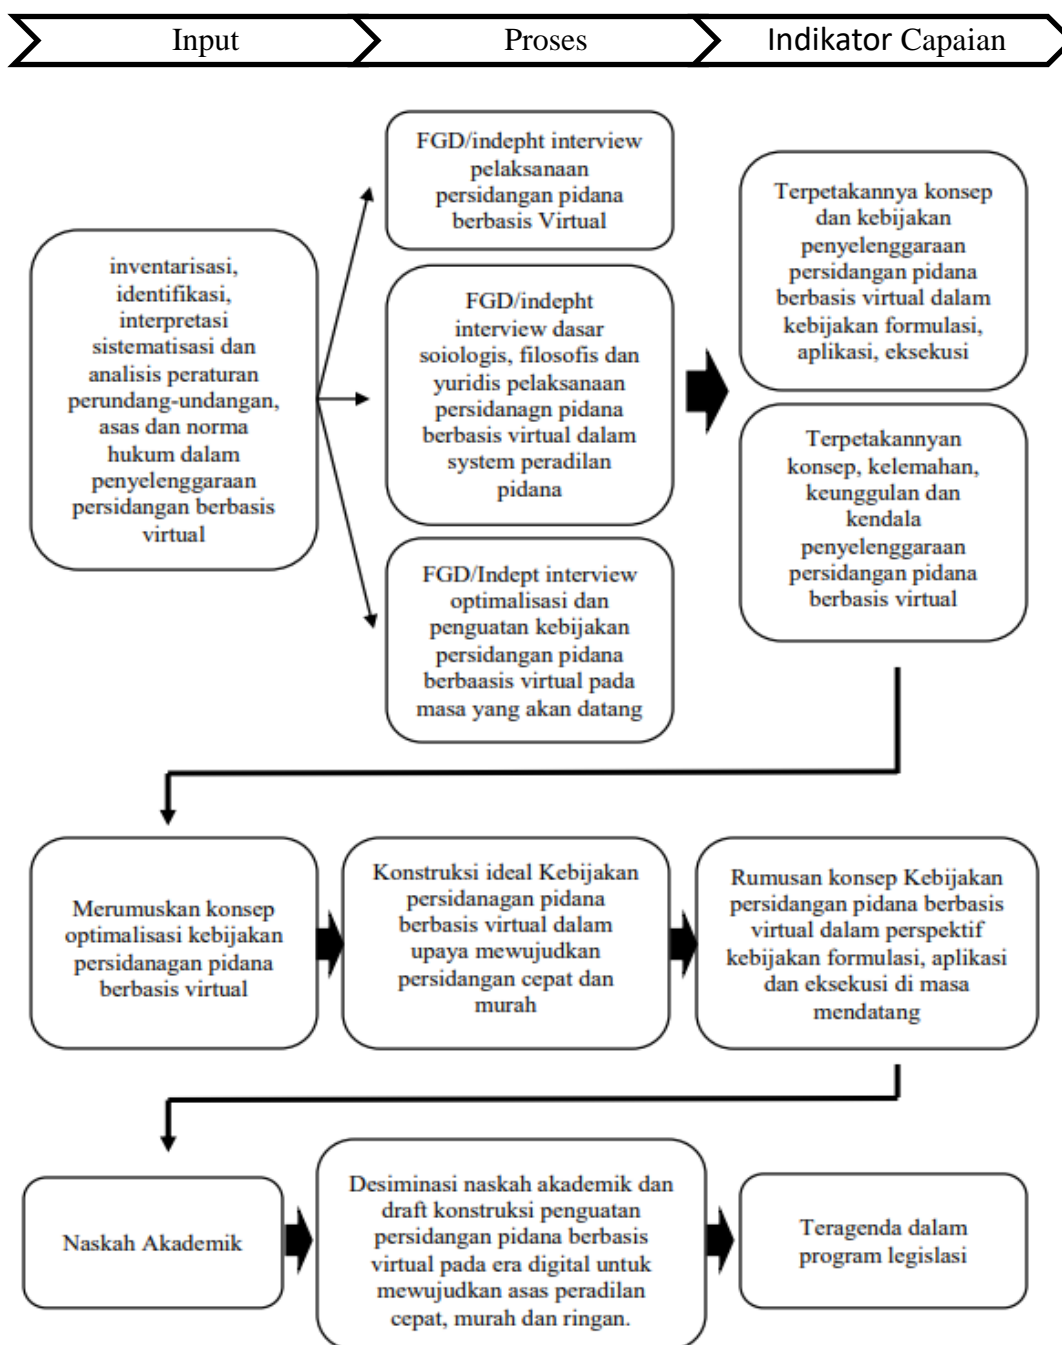 Input
Proses
Indikator Capaian
inventarisasi,
identifikasi,
interpretasi
sistematisasi dan
analisis peraturan
perundang-undangan,
asas dan norma
hukum dalam
penyelenggaraan
persidangan berbasis
virtual
FGD/indepht interview
pelaksanaan
persidangan pidana
berbasis Virtual
FGD/indepht
interview dasar
soiologis, filosofis dan
yuridis pelaksanaan
persidanagn pidana
berbasis virtual dalam
system peradilan
pidana
FGD/Indept interview
optimalisasi dan
penguatan kebijakan
persidangan pidana
berbaasis virtual pada
masa yang akan datang
Terpetakannya konsep
dan kebijakan
penyelenggaraan
persidangan pidana
berbasis virtual dalam
kebijakan formulasi,
aplikasi, eksekusi
Terpetakannyan
konsep, kelemahan,
keunggulan dan
kendala
penyelenggaraan
persidangan pidana
berbasis virtual
Merumuskan konsep
optimalisasi kebijakan
persidanagan pidana
berbasis virtual
Konstruksi ideal Kebijakan
persidanagan pidana
berbasis virtual dalam
upaya mewujudkan
persidangan cepat dan
murah
Rumusan konsep Kebijakan
persidangan pidana berbasis
virtual dalam perspektif
kebijakan formulasi, aplikasi
dan eksekusi di masa
mendatang
Naskah Akademik
Desiminasi naskah akademik dan
draft konstruksi penguatan
persidangan pidana berbasis
virtual pada era digital untuk
mewujudkan asas peradilan
cepat, murah dan ringan.
Teragenda dalam
program legislasi